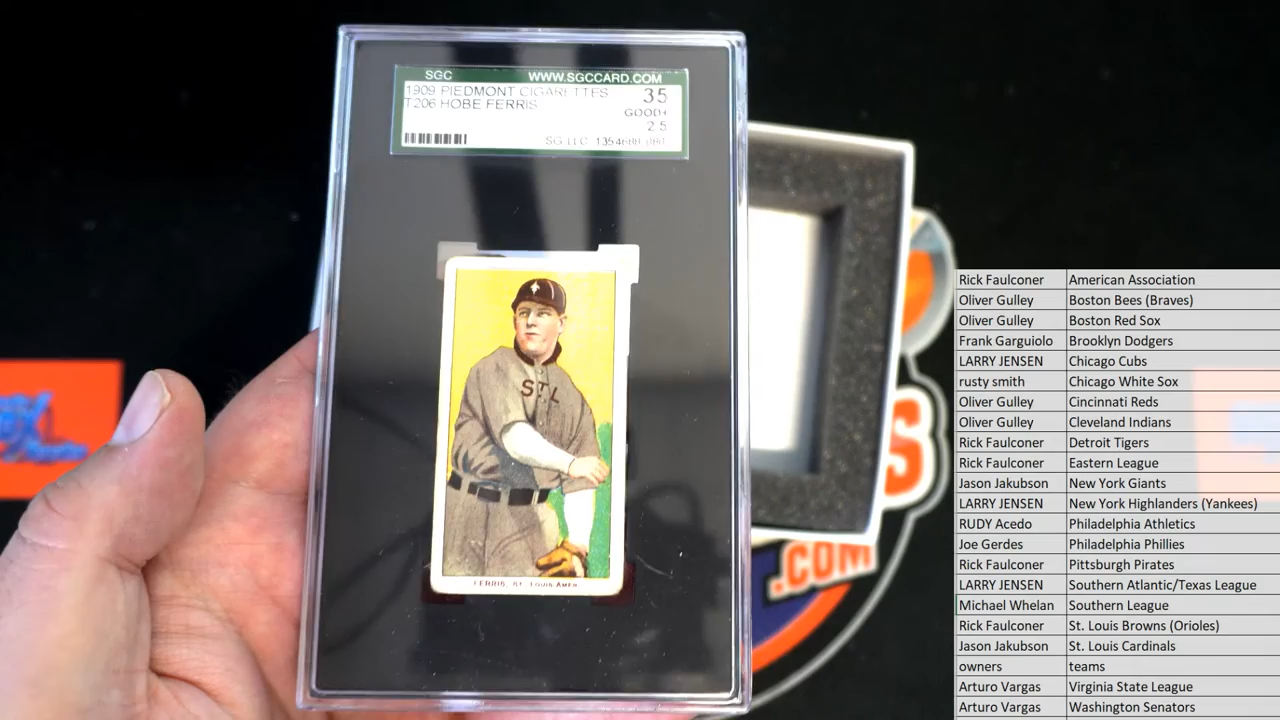 SGC WWW.SGCCARD.COM
1909 PIEDMONT CIGARETTES 35
T206 HOBE FERRIS GOOD+
2.5
SG LLC
STL
FERRIS, ST. LOUIS AMER.
.COM
Rick Faulconer American Association
Oliver Gulley Boston Bees (Braves)
Oliver Gulley Boston Red Sox
Frank Garguiolo Brooklyn Dodgers
LARRY JENSEN Chicago Cubs
rusty smith Chicago White Sox
Oliver Gulley Cincinnati Reds
Oliver Gulley Cleveland Indians
Rick Faulconer Detroit Tigers
Rick Faulconer Eastern League
Jason Jakubson New York Giants
LARRY JENSEN New York Highlanders (Yankees)
RUDY Acedo Philadelphia Athletics
Joe Gerdes Philadelphia Phillies
Rick Faulconer Pittsburgh Pirates
LARRY JENSEN Southern Atlantic/Texas League
Michael Whelan Southern League
Rick Faulconer St. Louis Browns (Orioles)
Jason Jakubson St. Louis Cardinals
owners teams
Arturo Vargas Virginia State League
Arturo Vargas Washington Senators